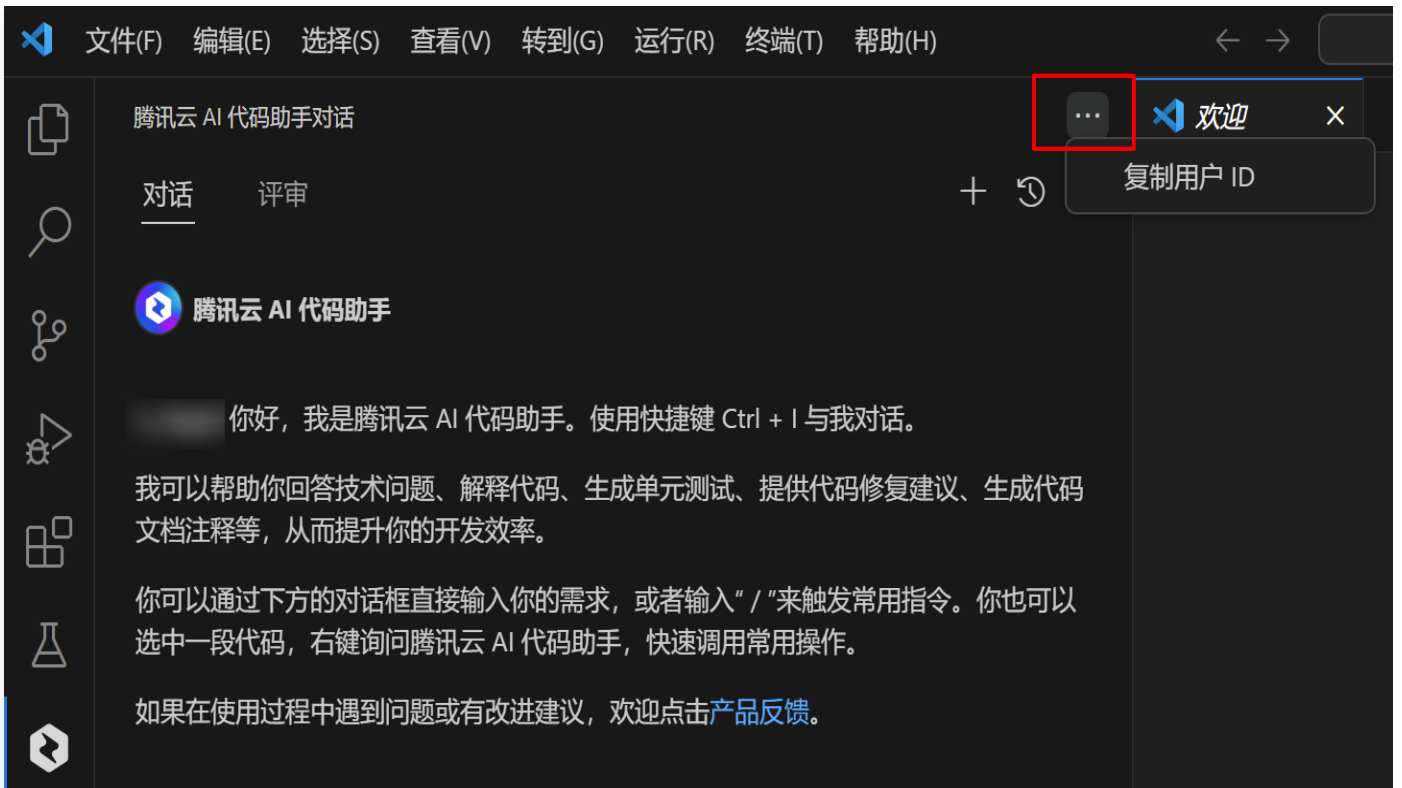 文件(F) 编辑(E) 选择(S) 查看(V) 转到(G) 运行(R) 终端(T) 帮助(H)
腾讯云 AI 代码助手对话
欢迎
复制用户 ID
对话 评审
腾讯云 AI 代码助手
你好，我是腾讯云 AI 代码助手。使用快捷键 Ctrl + I 与我对话。
我可以帮助你回答技术问题、解释代码、生成单元测试、提供代码修复建议、生成代码
文档注释等，从而提升你的开发效率。
你可以通过下方的对话框直接输入你的需求，或者输入“ / ”来触发常用指令。你也可以
选中一段代码，右键询问腾讯云 AI 代码助手，快速调用常用操作。
如果在使用过程中遇到问题或有改进建议，欢迎点击产品反馈。